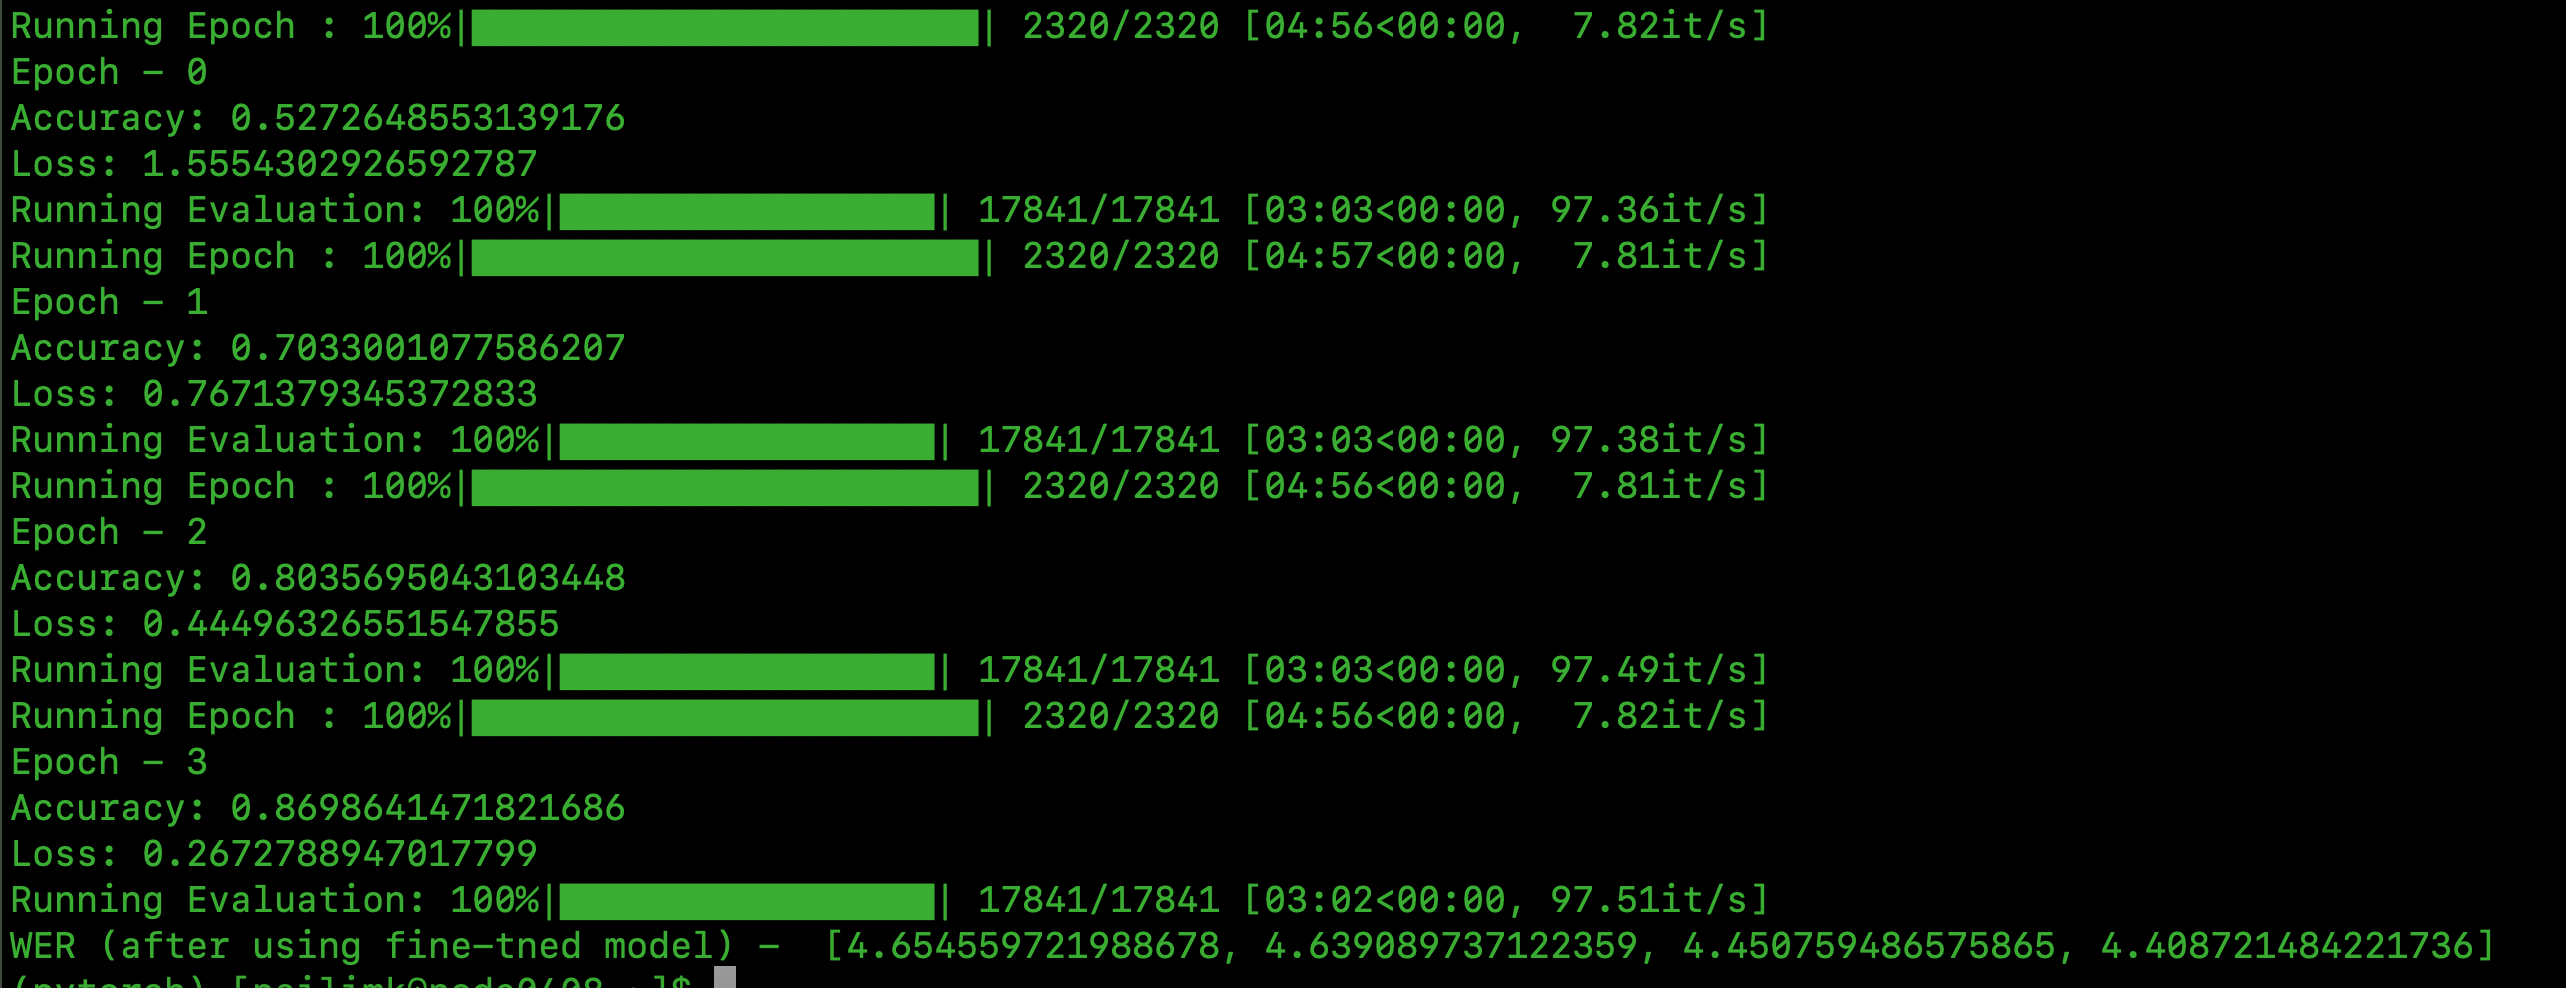 Running Epoch : 100%|██████████| 2320/2320 [04:56<00:00,  7.82it/s]
Epoch - 0
Accuracy: 0.5272648553139176
Loss: 1.5554302926592787
Running Evaluation: 100%|██████████| 17841/17841 [03:03<00:00, 97.36it/s]
Running Epoch : 100%|██████████| 2320/2320 [04:57<00:00,  7.81it/s]
Epoch - 1
Accuracy: 0.7033001077586207
Loss: 0.7671379345372833
Running Evaluation: 100%|██████████| 17841/17841 [03:03<00:00, 97.38it/s]
Running Epoch : 100%|██████████| 2320/2320 [04:56<00:00,  7.81it/s]
Epoch - 2
Accuracy: 0.8035695043103448
Loss: 0.44496326551547855
Running Evaluation: 100%|██████████| 17841/17841 [03:03<00:00, 97.49it/s]
Running Epoch : 100%|██████████| 2320/2320 [04:56<00:00,  7.82it/s]
Epoch - 3
Accuracy: 0.8698641471821686
Loss: 0.2672788947017799
Running Evaluation: 100%|██████████| 17841/17841 [03:02<00:00, 97.51it/s]
WER (after using fine-tned model) -  [4.654559721988678, 4.639089737122359, 4.450759486575865, 4.408721484221736]